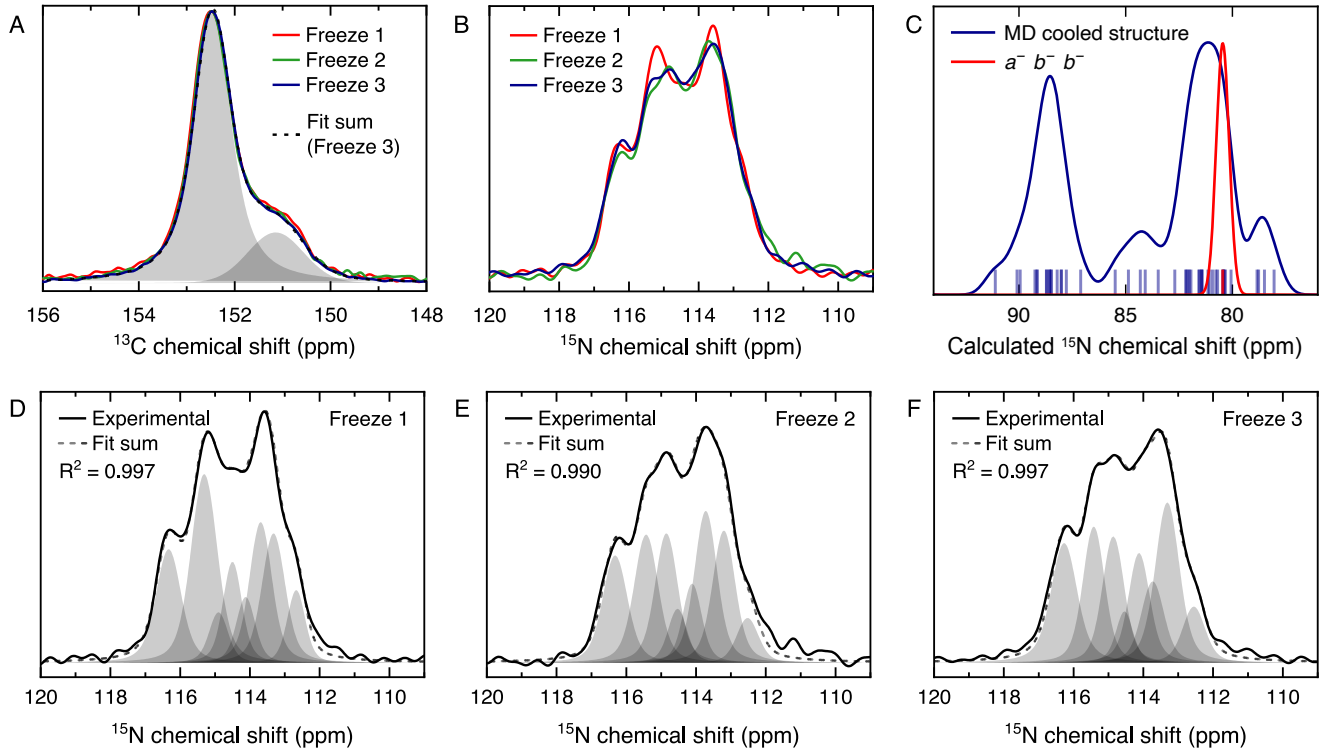 A
Freeze 1
Freeze 2
Freeze 3
Fit sum
(Freeze 3)
156 154 152 150 148
¹³C chemical shift (ppm)
B
Freeze 1
Freeze 2
Freeze 3
120 118 116 114 112 110
¹⁵N chemical shift (ppm)
C
MD cooled structure
a⁻ b⁻ b⁻
90 85 80
Calculated ¹⁵N chemical shift (ppm)
D
Experimental Freeze 1
Fit sum
R² = 0.997
120 118 116 114 112 110
¹⁵N chemical shift (ppm)
E
Experimental Freeze 2
Fit sum
R² = 0.990
120 118 116 114 112 110
¹⁵N chemical shift (ppm)
F
Experimental Freeze 3
Fit sum
R² = 0.997
120 118 116 114 112 110
¹⁵N chemical shift (ppm)